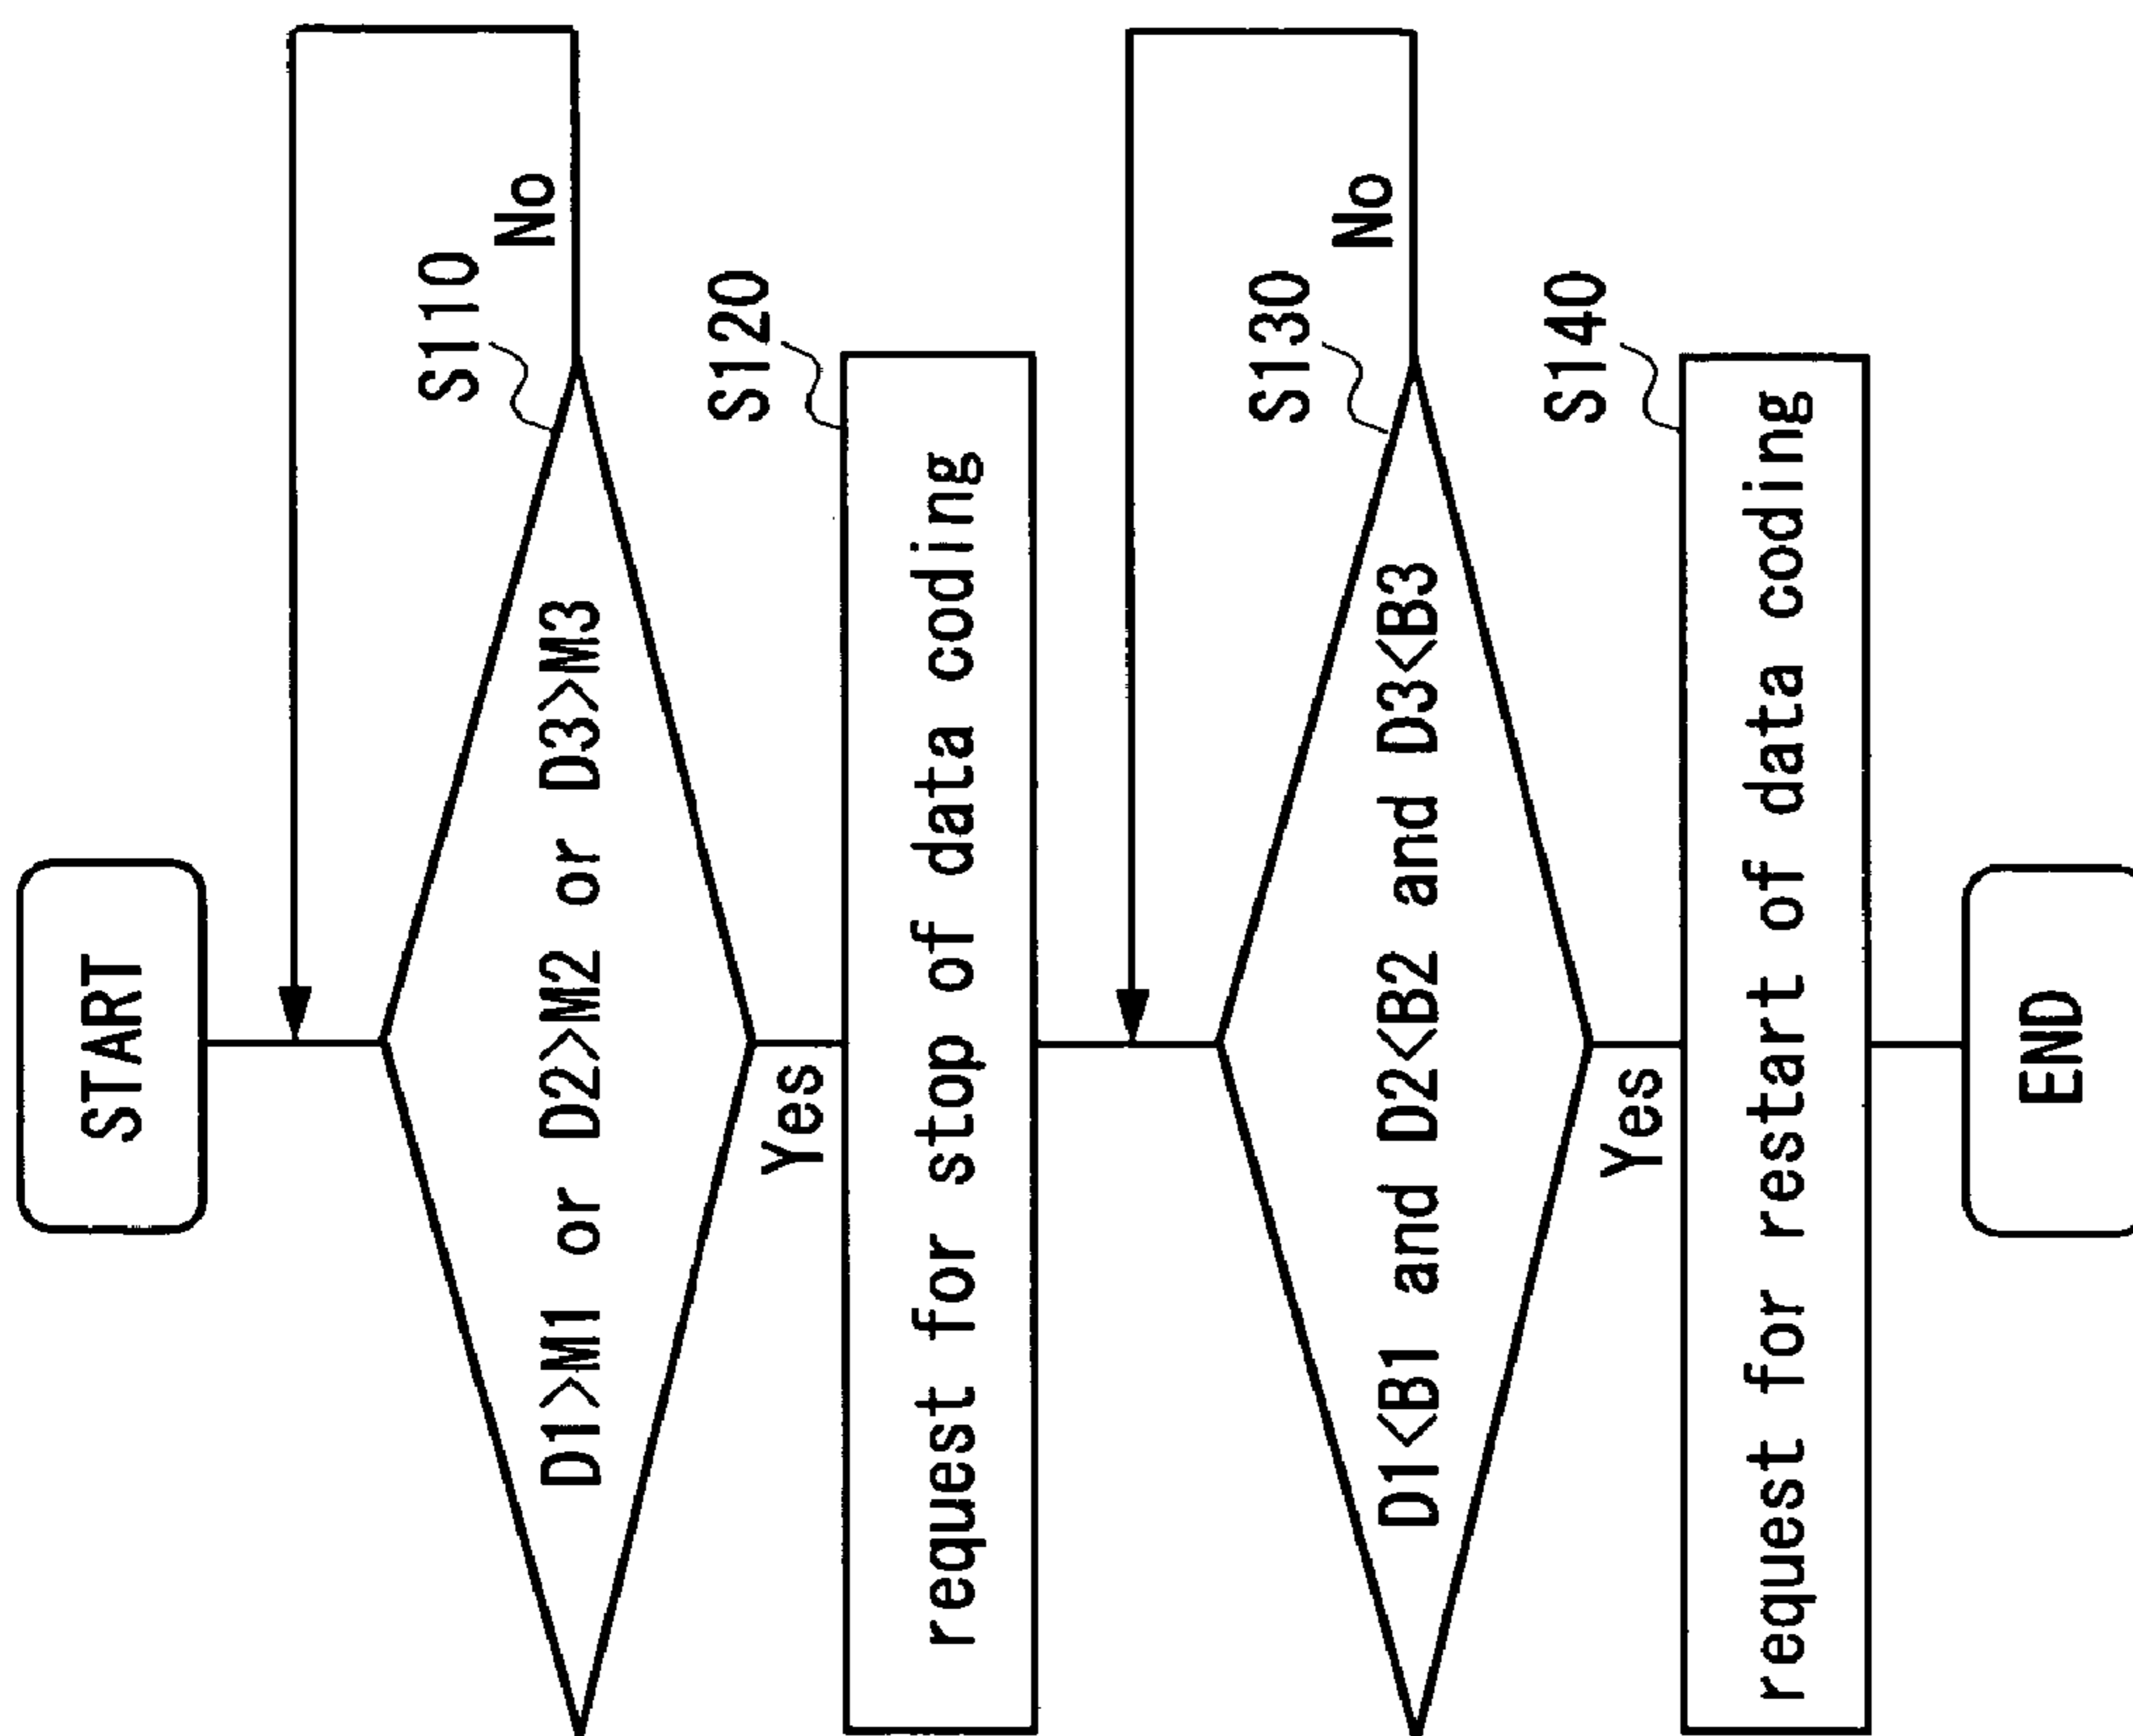 START
S110
No
D1>M1 or D2>M2 or D3>M3
Yes
S120
request for stop of data coding
S130
No
D1<B1 and D2<B2 and D3<B3
Yes
S140
request for restart of data coding
END